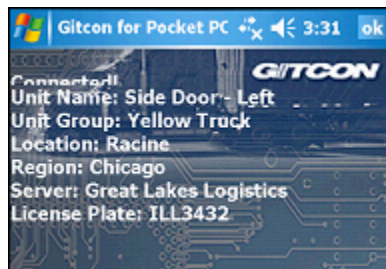 Gitcon for Pocket PC 3:31 ok
GITCON
Connected!
Unit Name: Side Door - Left
Unit Group: Yellow Truck
Location: Racine
Region: Chicago
Server: Great Lakes Logistics
License Plate: ILL3432